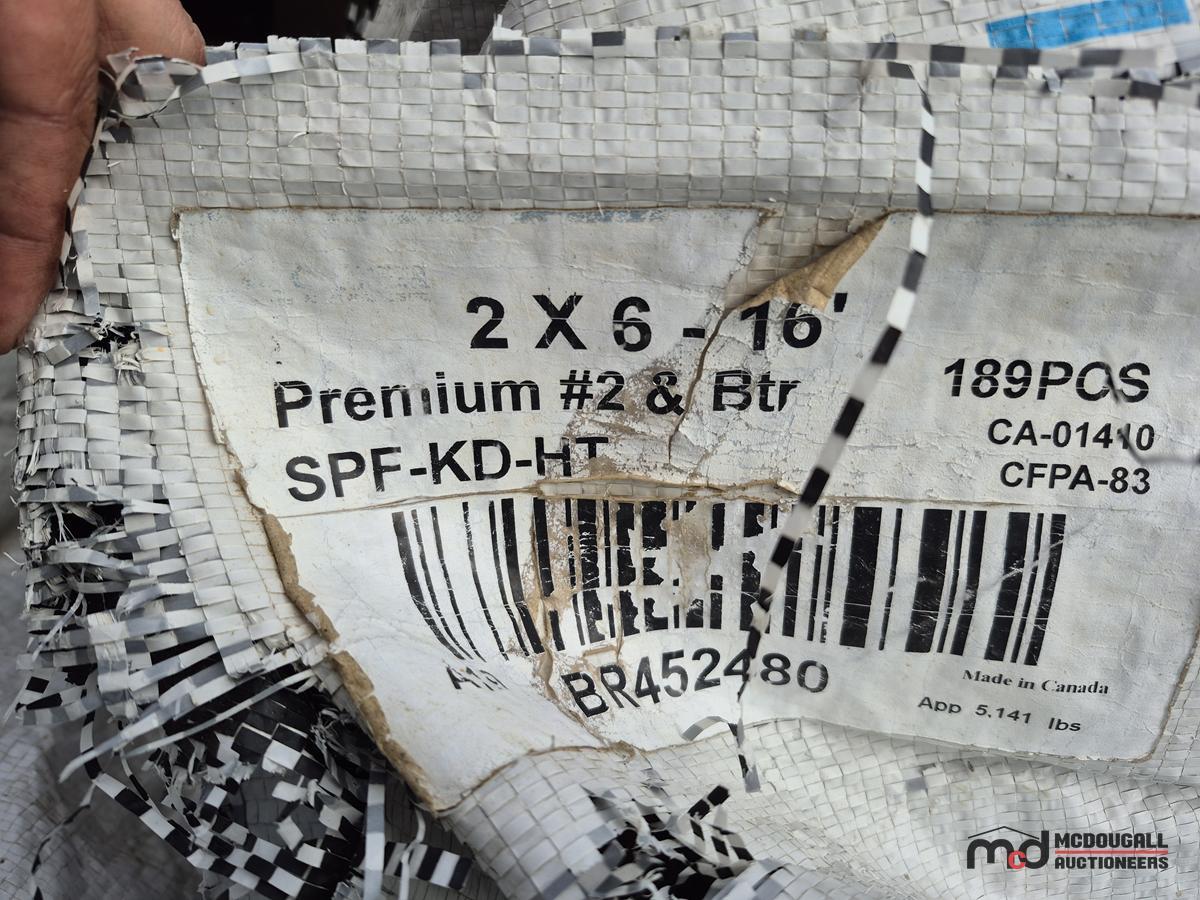 2 X 6 - 16'
Premium #2 & Btr
SPF-KD-HT
189PCS
CA-01410
CFPA-83
BR452480
Made in Canada
App 5,141 lbs
mcd MCDOUGALL
AUCTIONEERS